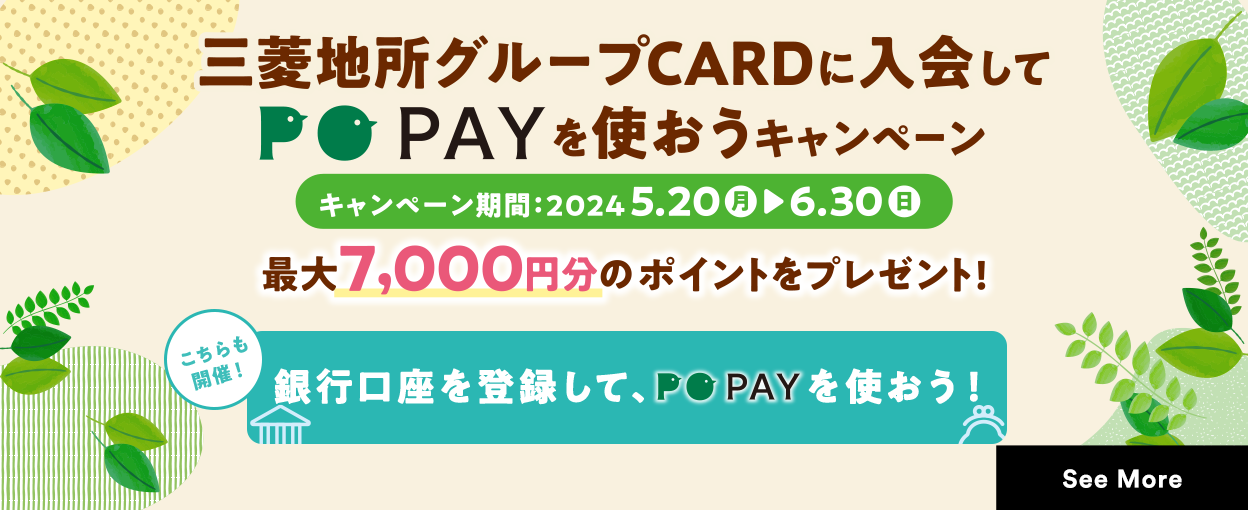 三菱地所グループCARDに入会して
PO PAYを使おうキャンペーン
キャンペーン期間：2024 5.20月▶6.30日
最大7,000円分のポイントをプレゼント!
こちらも
開催!
銀行口座を登録して、PO PAYを使おう!
See More